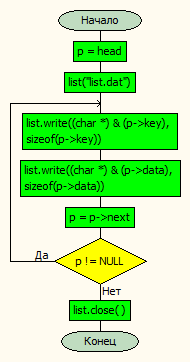 Начало
p = head
list("list.dat")
list.write((char *) & (p->key),
sizeof(p->key))
list.write((char *) & (p->data),
sizeof(p->data))
p = p->next
Да
p != NULL
Нет
list.close( )
Конец